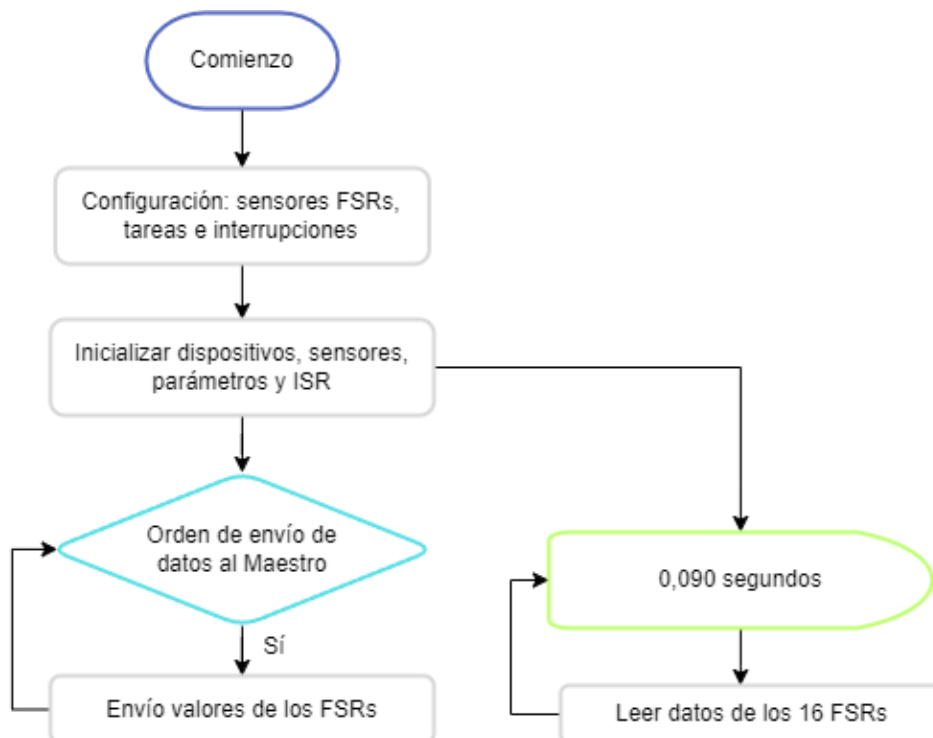 Comienzo
Configuración: sensores FSRs,
tareas e interrupciones
Inicializar dispositivos, sensores,
parámetros y ISR
Orden de envío de
datos al Maestro
0,090 segundos
Sí
Envío valores de los FSRs
Leer datos de los 16 FSRs